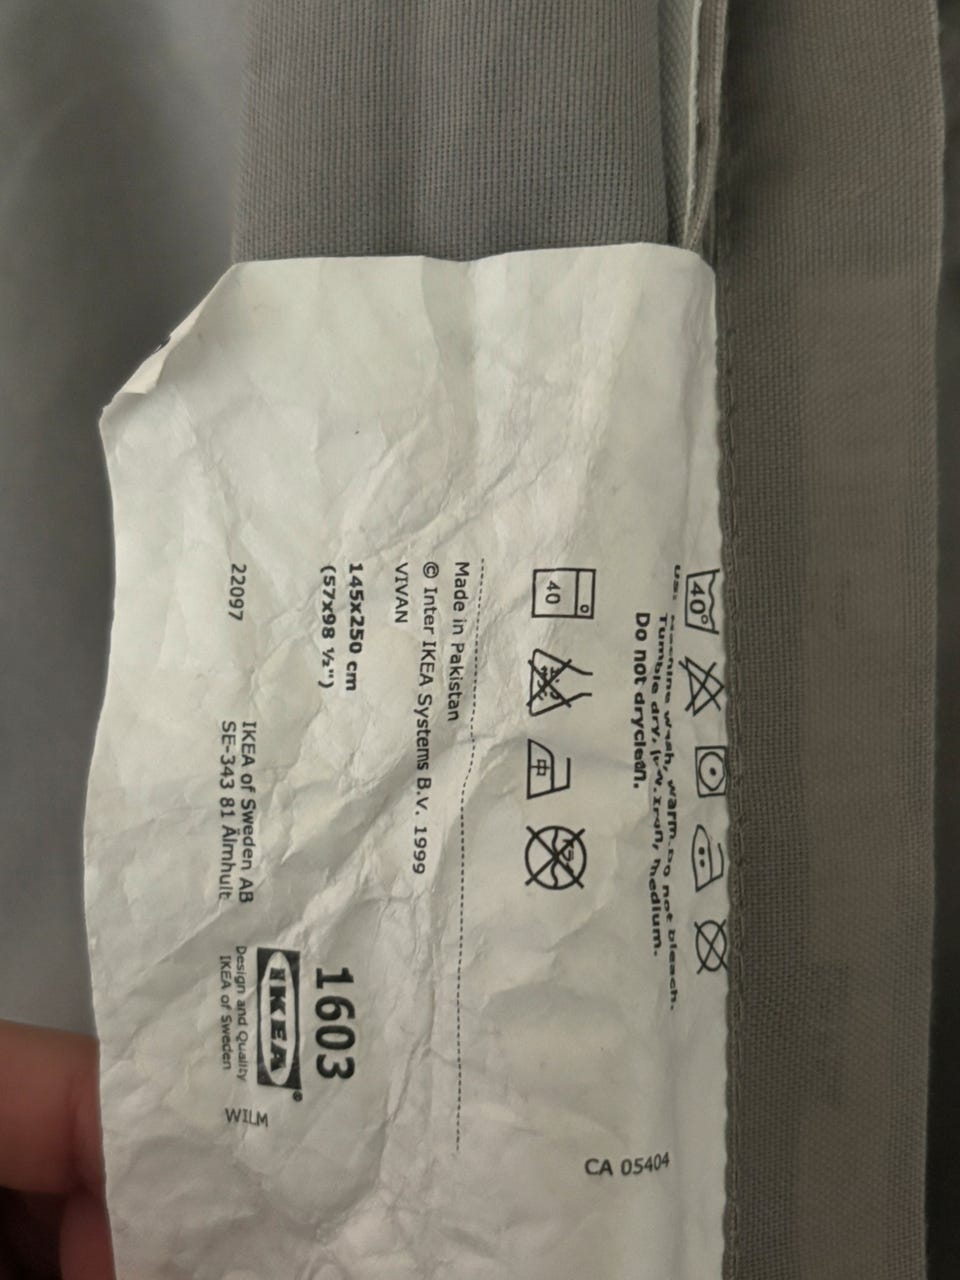 40°
US: Machine wash, warm. Do not bleach.
Tumble dry, low. Iron, medium.
Do not dryclean.
40
CA 05404
Made in Pakistan
© Inter IKEA Systems B.V. 1999
VIVAN
145x250 cm
(57x98 ½")
1603
IKEA®
22097
IKEA of Sweden AB
SE-343 81 Älmhult
Design and Quality
IKEA of Sweden
WILM